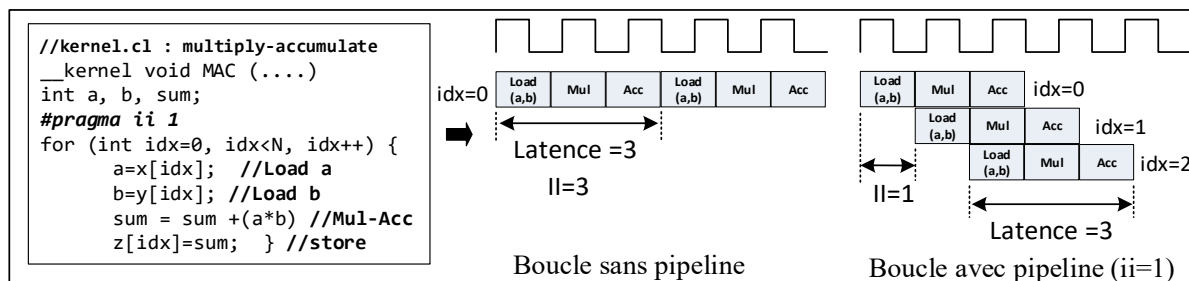 //kernel.cl : multiply-accumulate
__kernel void MAC (....)
int a, b, sum;
#pragma ii 1
for (int idx=0, idx<N, idx++) {
a=x[idx];  //Load a
b=y[idx];  //Load b
sum = sum +(a*b) //Mul-Acc
z[idx]=sum;  } //store
idx=0
Load (a,b)
Mul
Acc
Load (a,b)
Mul
Acc
Latence =3
II=3
Boucle sans pipeline
Load (a,b)
Mul
Acc
idx=0
Load (a,b)
Mul
Acc
idx=1
Load (a,b)
Mul
Acc
idx=2
II=1
Latence =3
Boucle avec pipeline (ii=1)